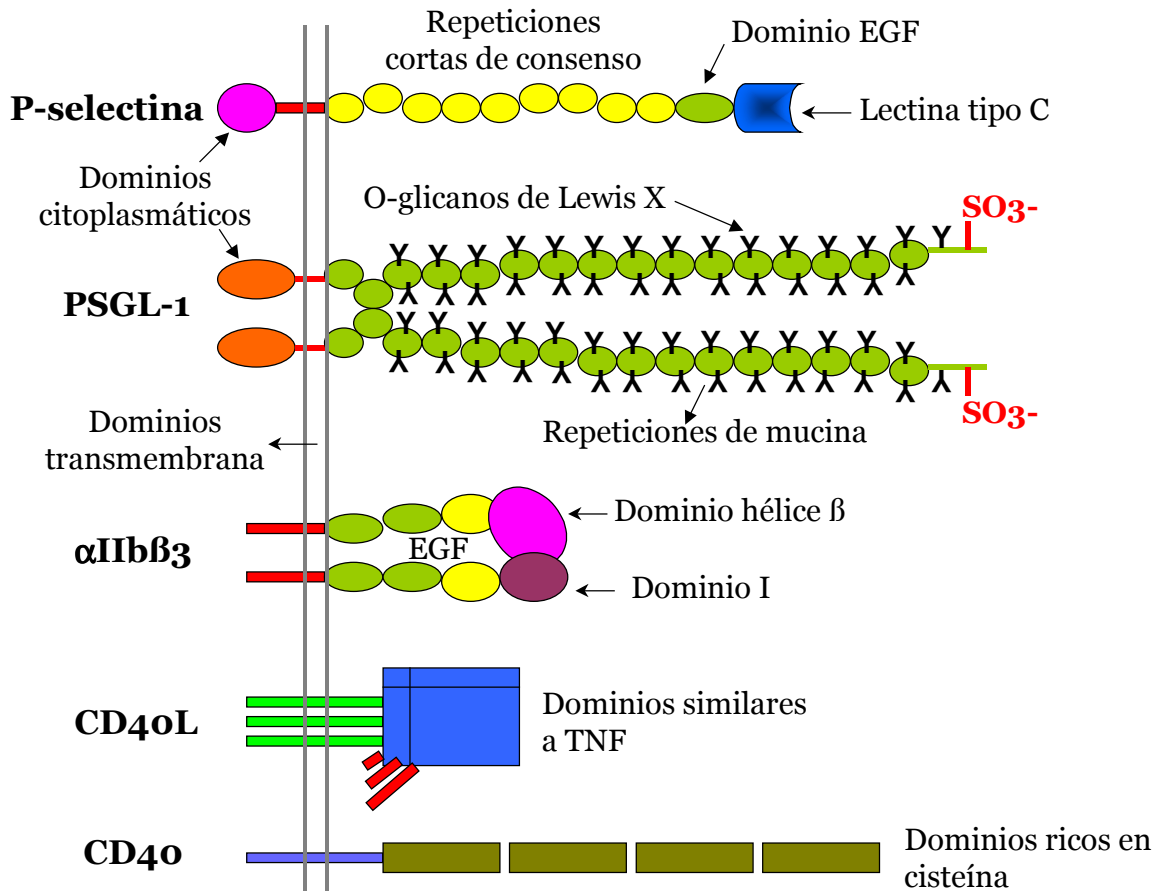 Repeticiones
cortas de consenso
Dominio EGF
P-selectina
Lectina tipo C
Dominios
citoplasmáticos
O-glicanos de Lewis X
SO3-
Y Y Y Y Y Y Y Y Y Y Y Y Y Y Y
PSGL-1
Y Y Y Y Y Y Y Y Y Y Y Y Y Y
SO3-
Dominios
transmembrana
Repeticiones de mucina
αIIbß3
EGF
Dominio hélice ß
Dominio I
CD40L
Dominios similares
a TNF
CD40
Dominios ricos en
cisteína